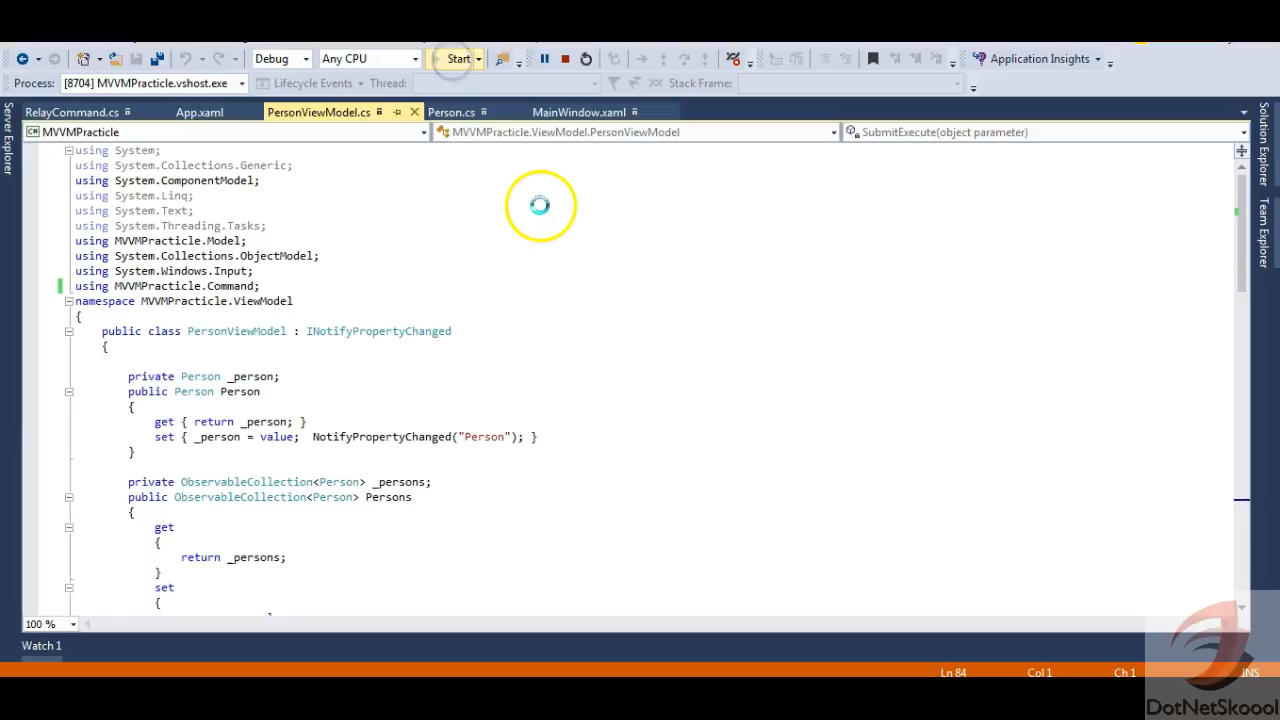 Debug Any CPU Start Application Insights
Process: [8704] MVVMPracticle.vshost.exe Lifecycle Events Thread: Stack Frame:
RelayCommand.cs App.xaml PersonViewModel.cs Person.cs MainWindow.xaml
MVVMPracticle MVVMPracticle.ViewModel.PersonViewModel SubmitExecute(object parameter)
Server Explorer
Solution Explorer
Team Explorer
using System;
using System.Collections.Generic;
using System.ComponentModel;
using System.Linq;
using System.Text;
using System.Threading.Tasks;
using MVVMPracticle.Model;
using System.Collections.ObjectModel;
using System.Windows.Input;
using MVVMPracticle.Command;
namespace MVVMPracticle.ViewModel
{
public class PersonViewModel : INotifyPropertyChanged
{
private Person _person;
public Person Person
{
get { return _person; }
set { _person = value; NotifyPropertyChanged("Person"); }
}
private ObservableCollection<Person> _persons;
public ObservableCollection<Person> Persons
{
get
{
return _persons;
}
set
{
100 %
Watch 1
Ln 84 Col 1 Ch 1 INS
DotNetSkoool